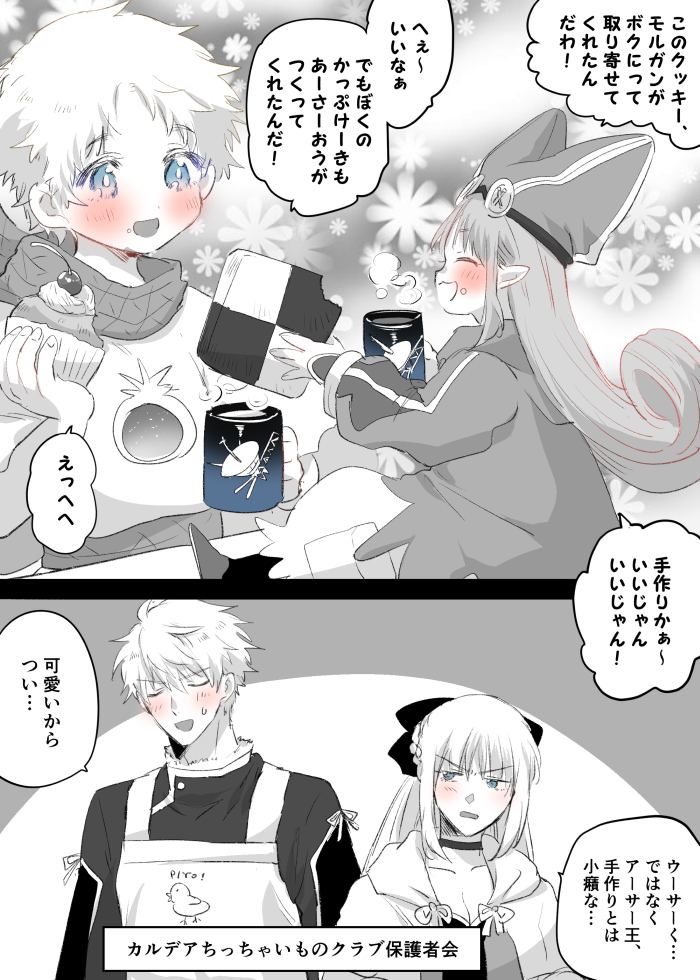 このクッキー、
モルガンが
ボクにって
取り寄せて
くれたん
だわ!
へぇ〜
いいなぁ
でもぼくの
かっぷけーきも
あーさーおうが
つくって
くれたんだ!
えっへへ
手作りかぁ〜
いいじゃん
いいじゃん!
可愛いから
つい…
ウーサーく…
ではなく
アーサー王、
手作りとは
小癪な…
PIYO!
カルデアちっちゃいものクラブ保護者会